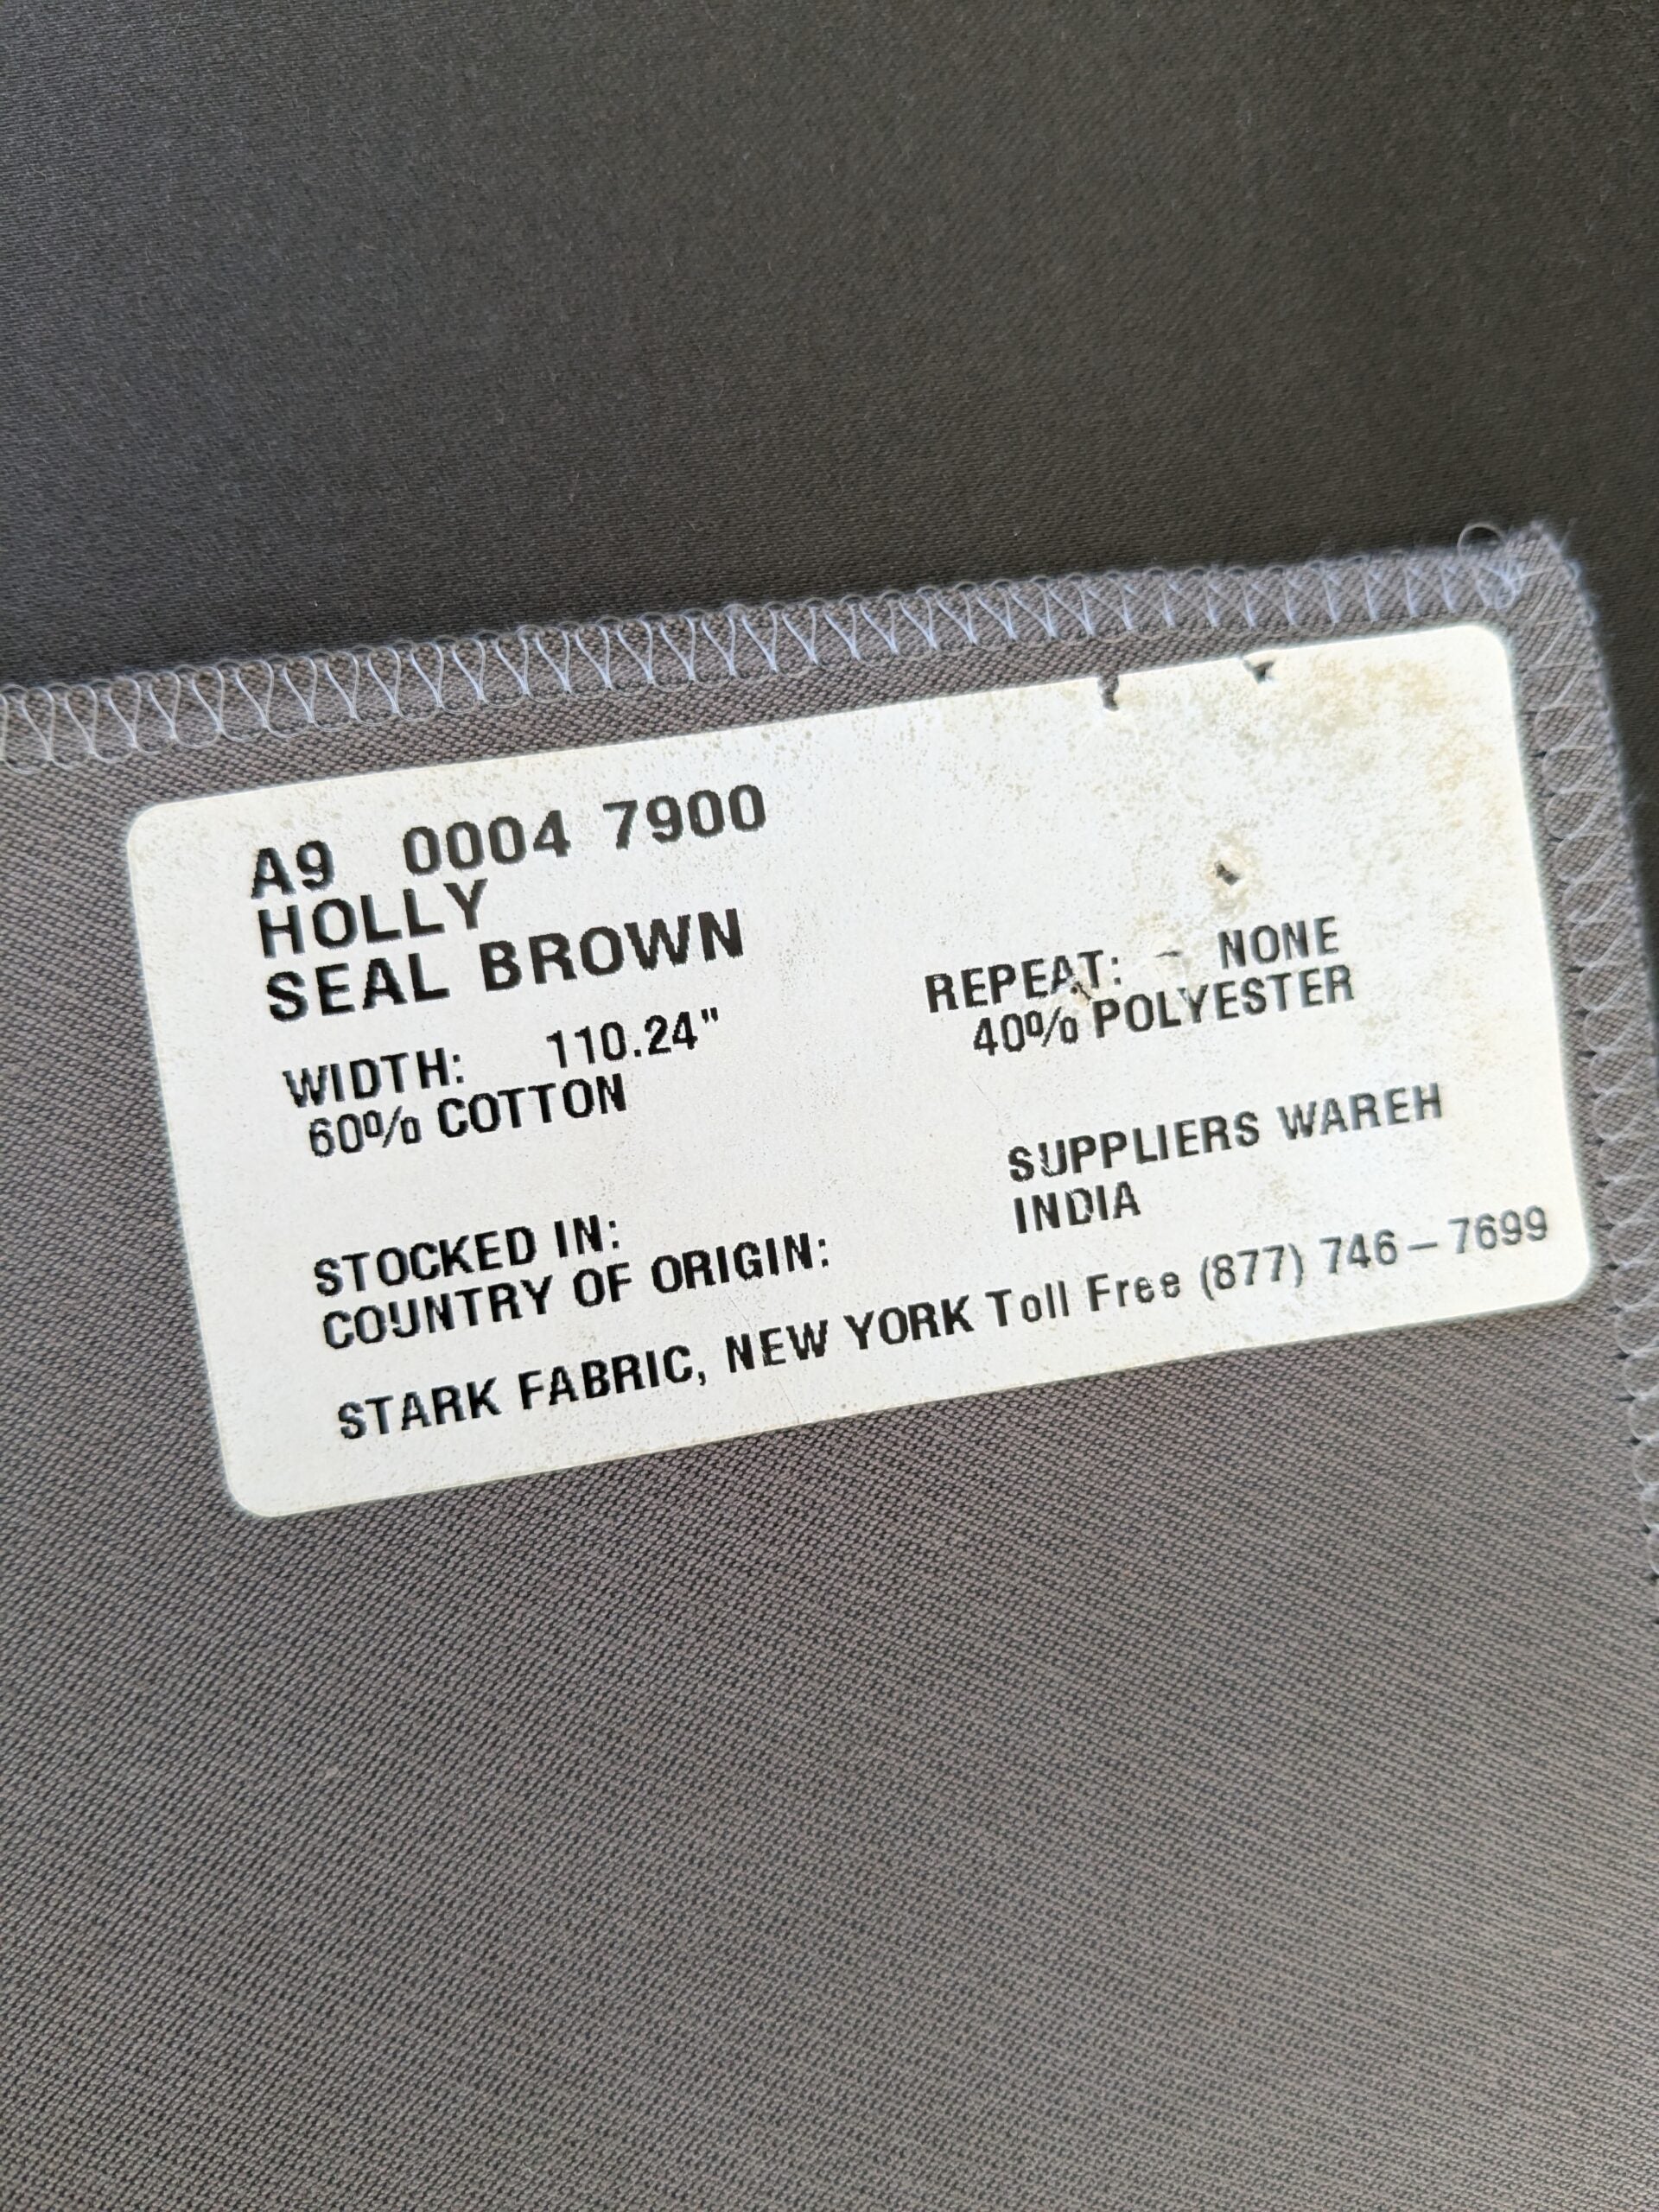 A9 0004 7900
HOLLY
SEAL BROWN
WIDTH: 110.24" REPEAT: - NONE
60% COTTON 40% POLYESTER
STOCKED IN: SUPPLIERS WAREH
COUNTRY OF ORIGIN: INDIA
STARK FABRIC, NEW YORK Toll Free (877) 746-7699